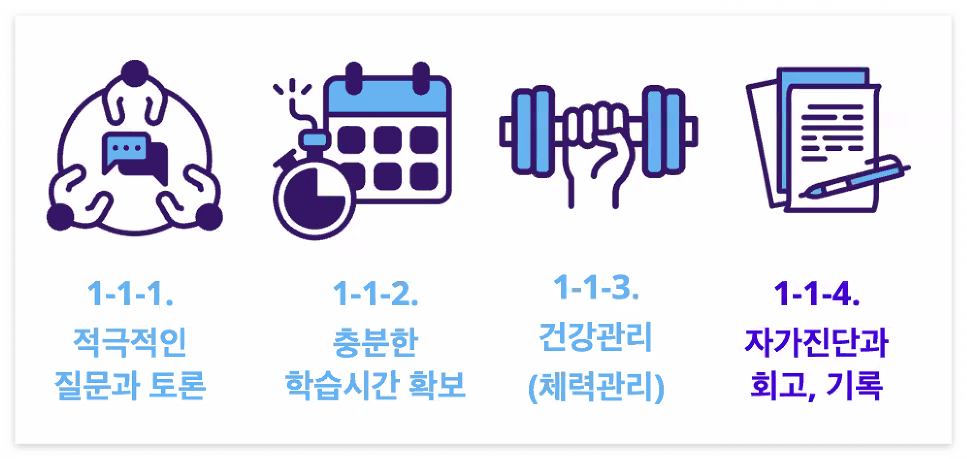 1-1-1.
적극적인
질문과 토론
1-1-2.
충분한
학습시간 확보
1-1-3.
건강관리
(체력관리)
1-1-4.
자가진단과
회고, 기록